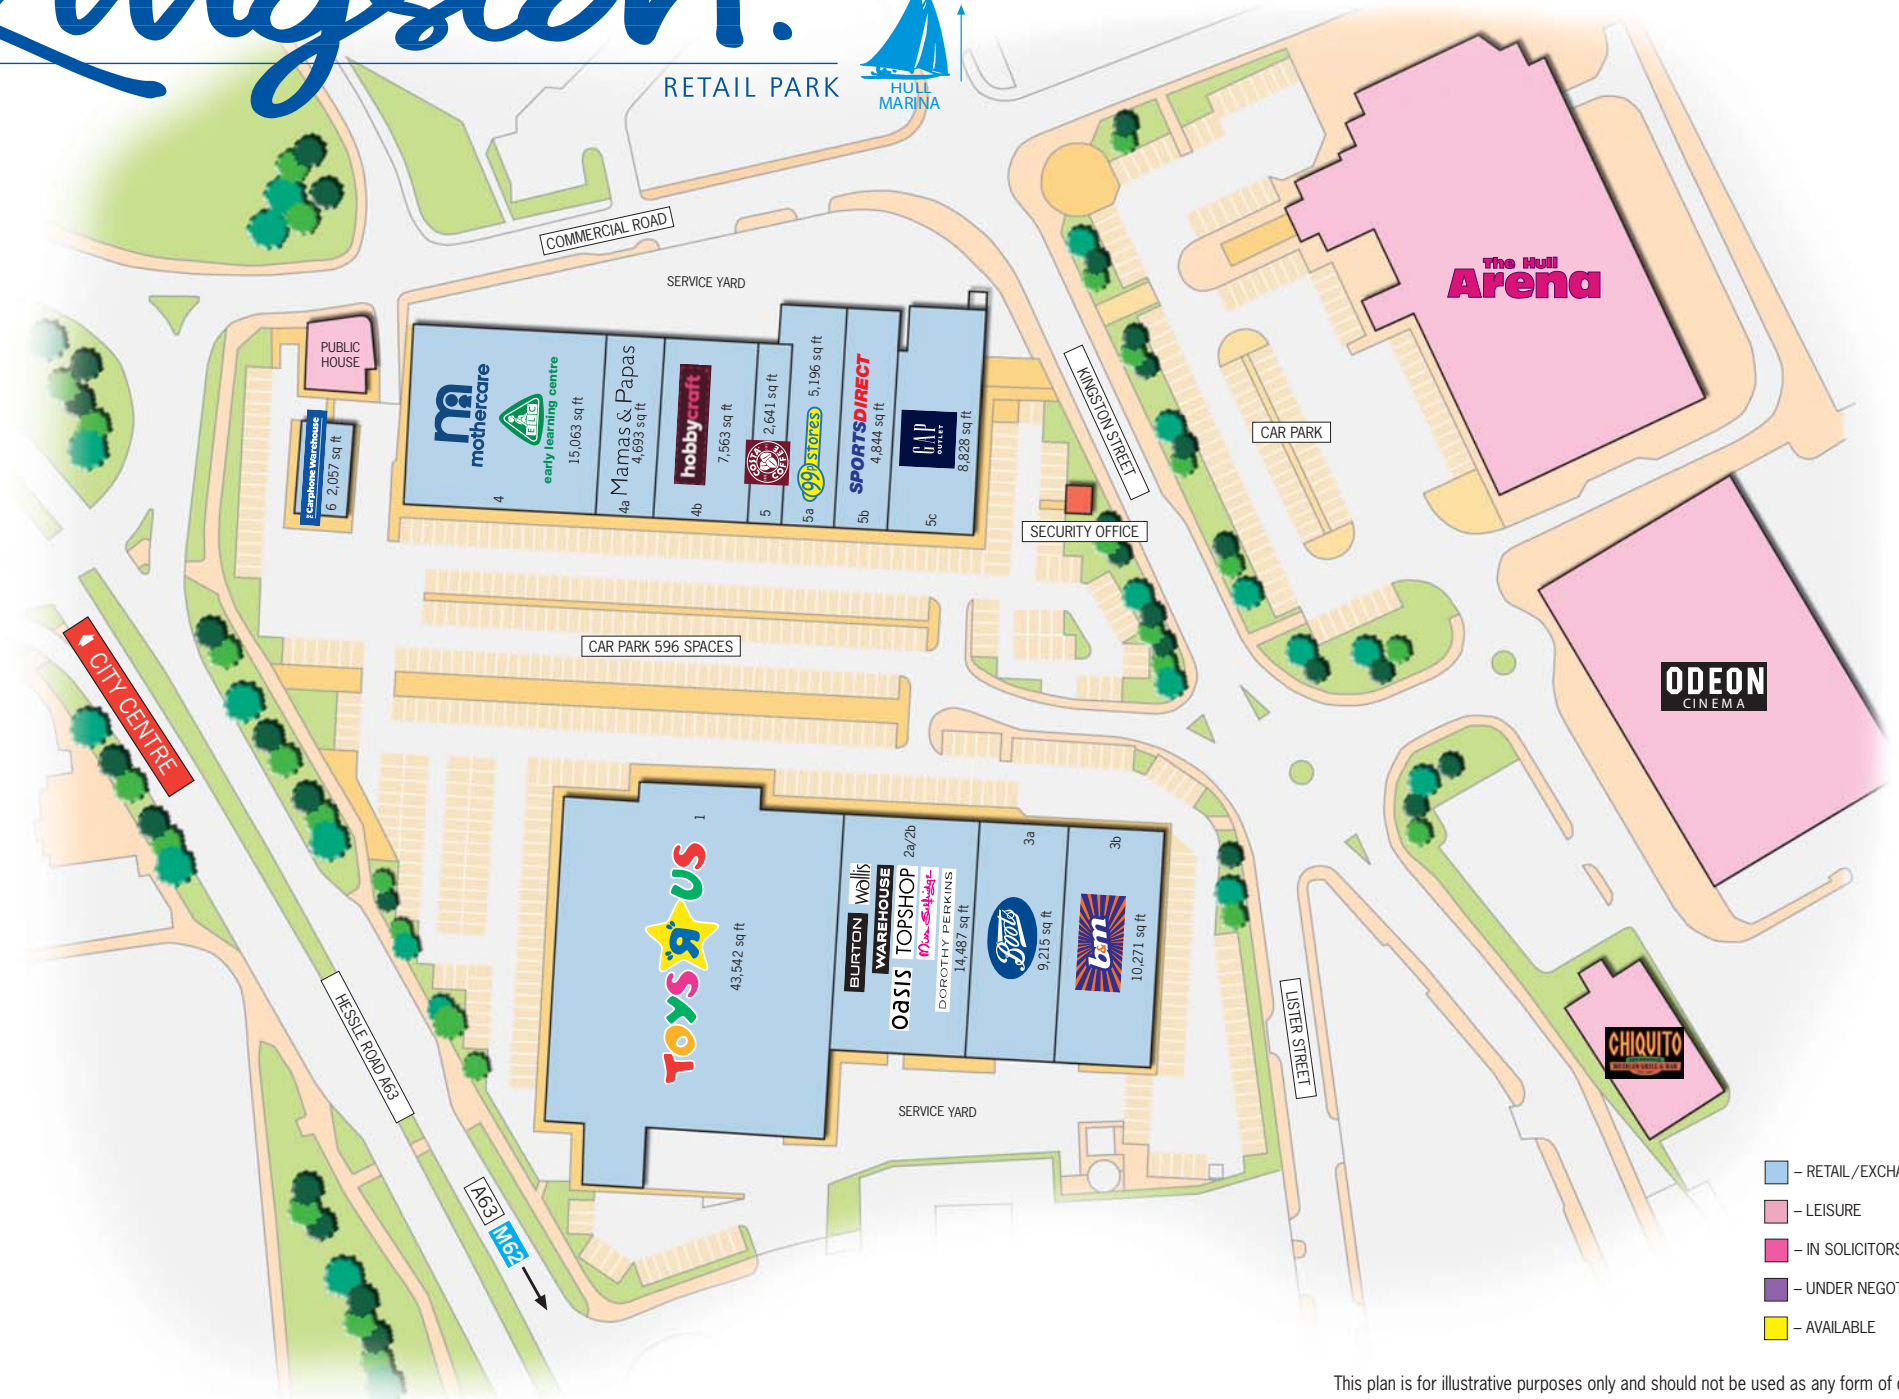 Kingston.
RETAIL PARK
HULL
MARINA
COMMERCIAL ROAD
SERVICE YARD
The Hull
Arena
PUBLIC
HOUSE
The Carphone Warehouse
6 2,057 sq ft
mothercare
ELC
early learning centre
15,063 sq ft
4
Mamas & Papas
4,693 sq ft
4a
hobbycraft
7,563 sq ft
4b
COSTA
COFFEE
2,641 sq ft
5
99p stores
5,196 sq ft
5a
SPORTSDIRECT
4,844 sq ft
5b
GAP
OUTLET
8,828 sq ft
5c
KINGSTON STREET
CAR PARK
SECURITY OFFICE
CAR PARK 596 SPACES
CITY CENTRE
ODEON
CINEMA
1
TOYS R US
43,542 sq ft
2a/2b
BURTON
Wallis
WAREHOUSE
oasis
TOPSHOP
Miss Selfridge
DOROTHY PERKINS
14,487 sq ft
3a
Boots
9,215 sq ft
3b
b&m
10,271 sq ft
HESSLE ROAD A63
LISTER STREET
CHIQUITO
SERVICE YARD
A63
M62
– RETAIL/EXCHA
– LEISURE
– IN SOLICITORS
– UNDER NEGOT
– AVAILABLE
This plan is for illustrative purposes only and should not be used as any form of